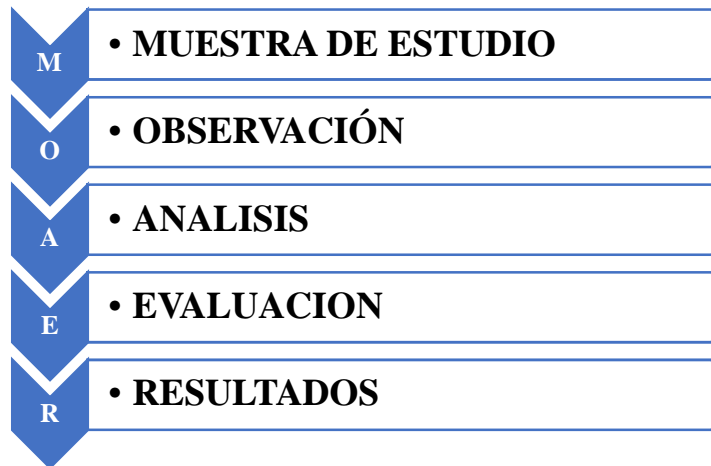 M
• MUESTRA DE ESTUDIO
O
• OBSERVACIÓN
A
• ANALISIS
E
• EVALUACION
R
• RESULTADOS